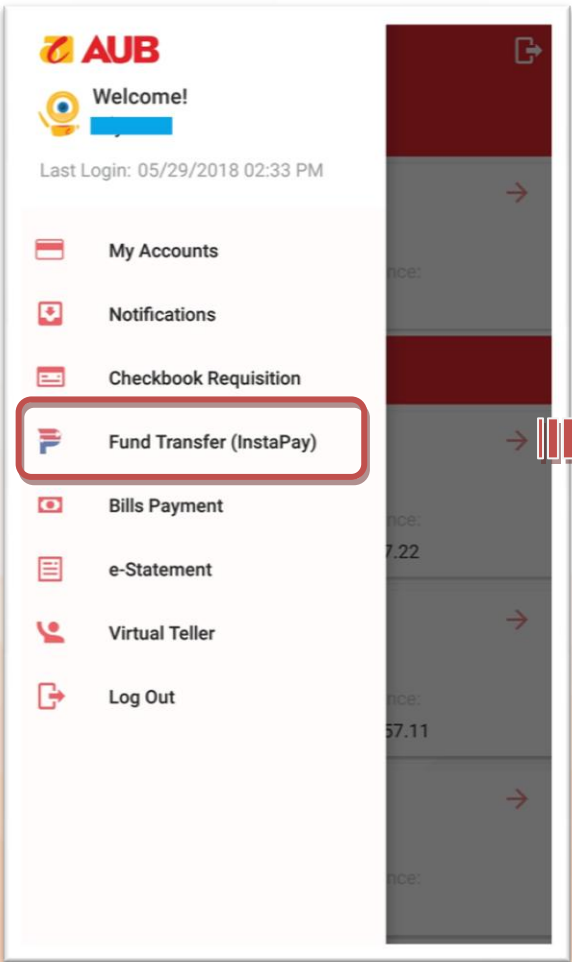 AUB
Welcome!
Last Login: 05/29/2018 02:33 PM
My Accounts
nce:
Notifications
Checkbook Requisition
Fund Transfer (InstaPay)
Bills Payment
nce:
7.22
e-Statement
Virtual Teller
Log Out
nce:
57.11
nce: